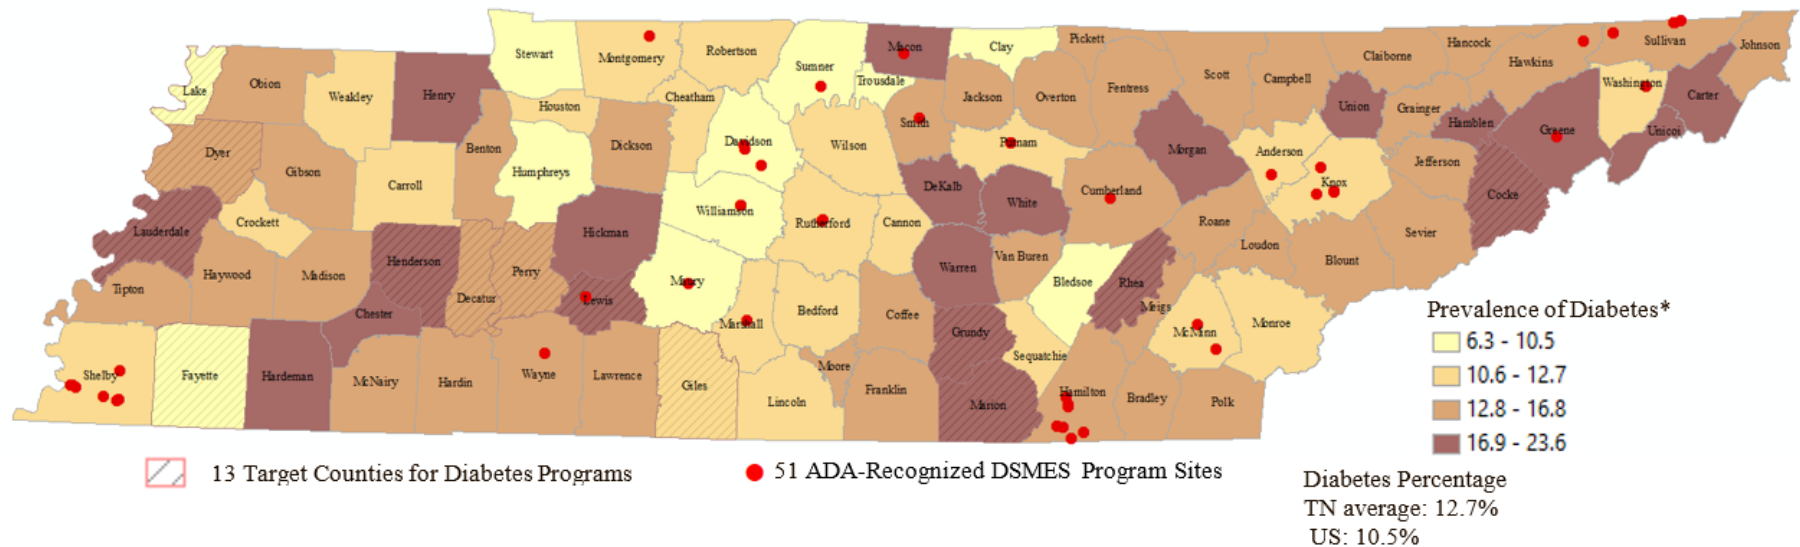 Stewart
Montgomery
Robertson
Sumner
Macon
Trousdale
Clay
Pickett
Lake
Obion
Weakley
Henry
Houston
Cheatham
Dyer
Gibson
Carroll
Benton
Humphreys
Dickson
Davidson
Wilson
Smith
Jackson
Overton
Fentress
Scott
Campbell
Claiborne
Hancock
Hawkins
Sullivan
Johnson
Union
Grainger
Hamblen
Greene
Washington
Unicoi
Carter
Putnam
Morgan
Anderson
Knox
Jefferson
Cocke
DeKalb
White
Cumberland
Roane
Loudon
Blount
Sevier
Lauderdale
Crockett
Haywood
Madison
Henderson
Decatur
Perry
Hickman
Lewis
Williamson
Maury
Rutherford
Cannon
Warren
Van Buren
Bledsoe
Rhea
Meigs
McMinn
Monroe
Tipton
Chester
Marshall
Bedford
Coffee
Grundy
Sequatchie
Shelby
Fayette
Hardeman
McNairy
Hardin
Wayne
Lawrence
Giles
Lincoln
Moore
Franklin
Marion
Hamilton
Bradley
Polk
Prevalence of Diabetes*
6.3 - 10.5
10.6 - 12.7
12.8 - 16.8
16.9 - 23.6
13 Target Counties for Diabetes Programs
51 ADA-Recognized DSMES Program Sites
Diabetes Percentage
TN average: 12.7%
US: 10.5%